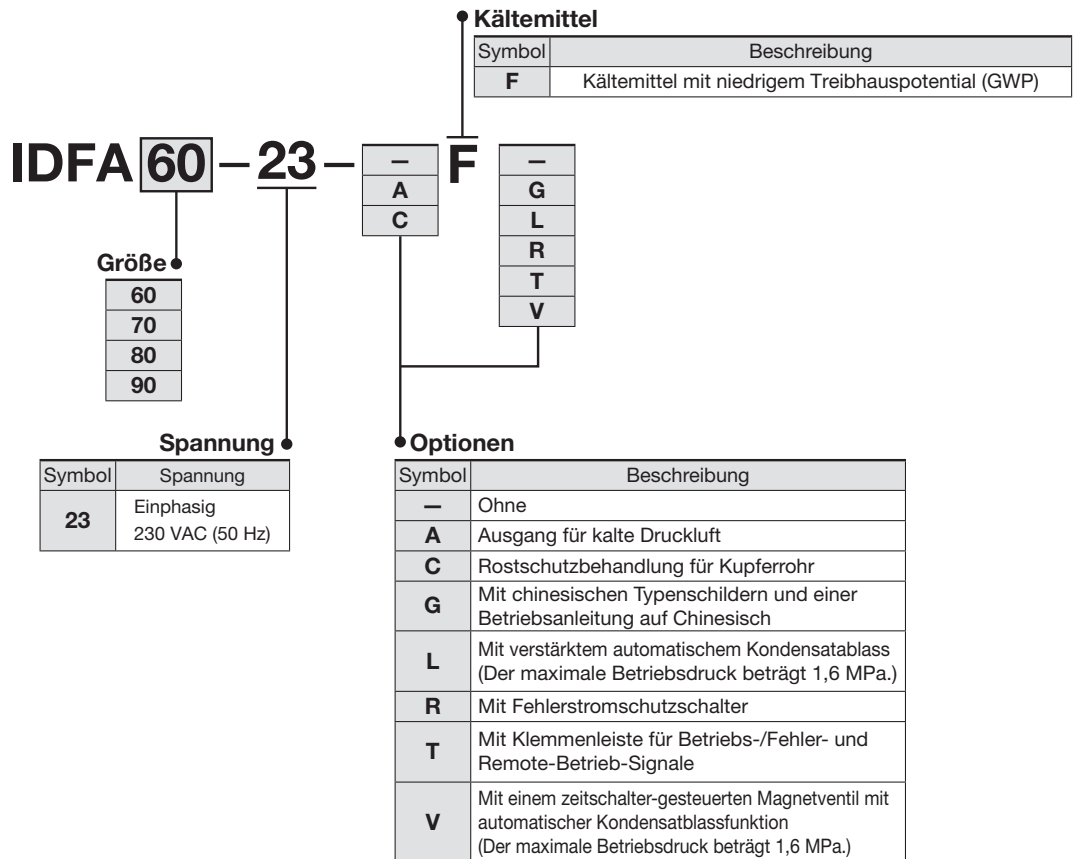 Kältemittel
Symbol Beschreibung
F Kältemittel mit niedrigem Treibhauspotential (GWP)
IDFA 60 – 23 – – F –
A G
C L
R
T
V
Größe
60
70
80
90
Spannung
Symbol Spannung
23 Einphasig
230 VAC (50 Hz)
Optionen
Symbol Beschreibung
– Ohne
A Ausgang für kalte Druckluft
C Rostschutzbehandlung für Kupferrohr
G Mit chinesischen Typenschildern und einer
Betriebsanleitung auf Chinesisch
L Mit verstärktem automatischem Kondensatablass
(Der maximale Betriebsdruck beträgt 1,6 MPa.)
R Mit Fehlerstromschutzschalter
T Mit Klemmenleiste für Betriebs-/Fehler- und
Remote-Betrieb-Signale
V Mit einem zeitschalter-gesteuerten Magnetventil mit
automatischer Kondensatblassfunktion
(Der maximale Betriebsdruck beträgt 1,6 MPa.)